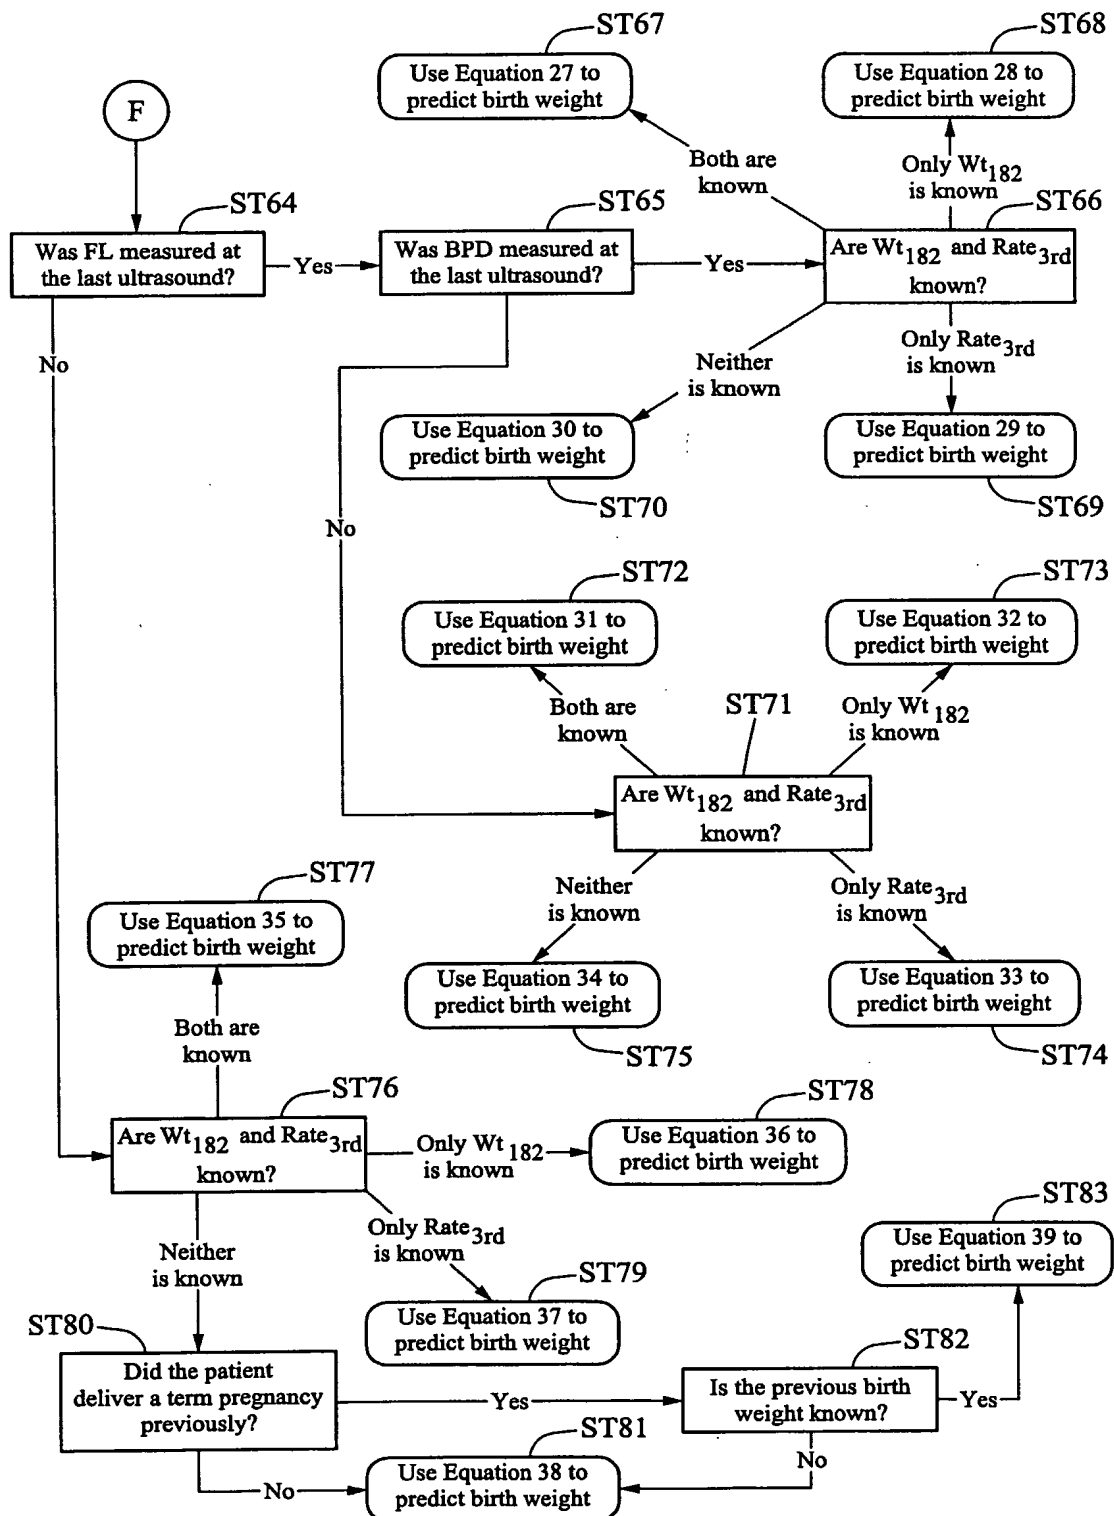 ST67
Use Equation 27 to
predict birth weight
ST68
Use Equation 28 to
predict birth weight
F
Both are
known
Only Wt182
is known
ST64
Was FL measured at
the last ultrasound?
Yes
ST65
Was BPD measured at
the last ultrasound?
Yes
ST66
Are Wt182 and Rate3rd
known?
No
Neither
is known
Only Rate3rd
is known
Use Equation 30 to
predict birth weight
ST70
Use Equation 29 to
predict birth weight
ST69
No
ST72
Use Equation 31 to
predict birth weight
ST73
Use Equation 32 to
predict birth weight
Both are
known
ST71
Only Wt182
is known
Are Wt182 and Rate3rd
known?
Neither
is known
Only Rate3rd
is known
ST77
Use Equation 35 to
predict birth weight
Use Equation 34 to
predict birth weight
ST75
Use Equation 33 to
predict birth weight
ST74
Both are
known
ST76
Are Wt182 and Rate3rd
known?
Only Wt182
is known
ST78
Use Equation 36 to
predict birth weight
Neither
is known
Only Rate3rd
is known
ST79
Use Equation 37 to
predict birth weight
ST83
Use Equation 39 to
predict birth weight
ST80
Did the patient
deliver a term pregnancy
previously?
Yes
ST82
Is the previous birth
weight known?
Yes
No
ST81
Use Equation 38 to
predict birth weight
No